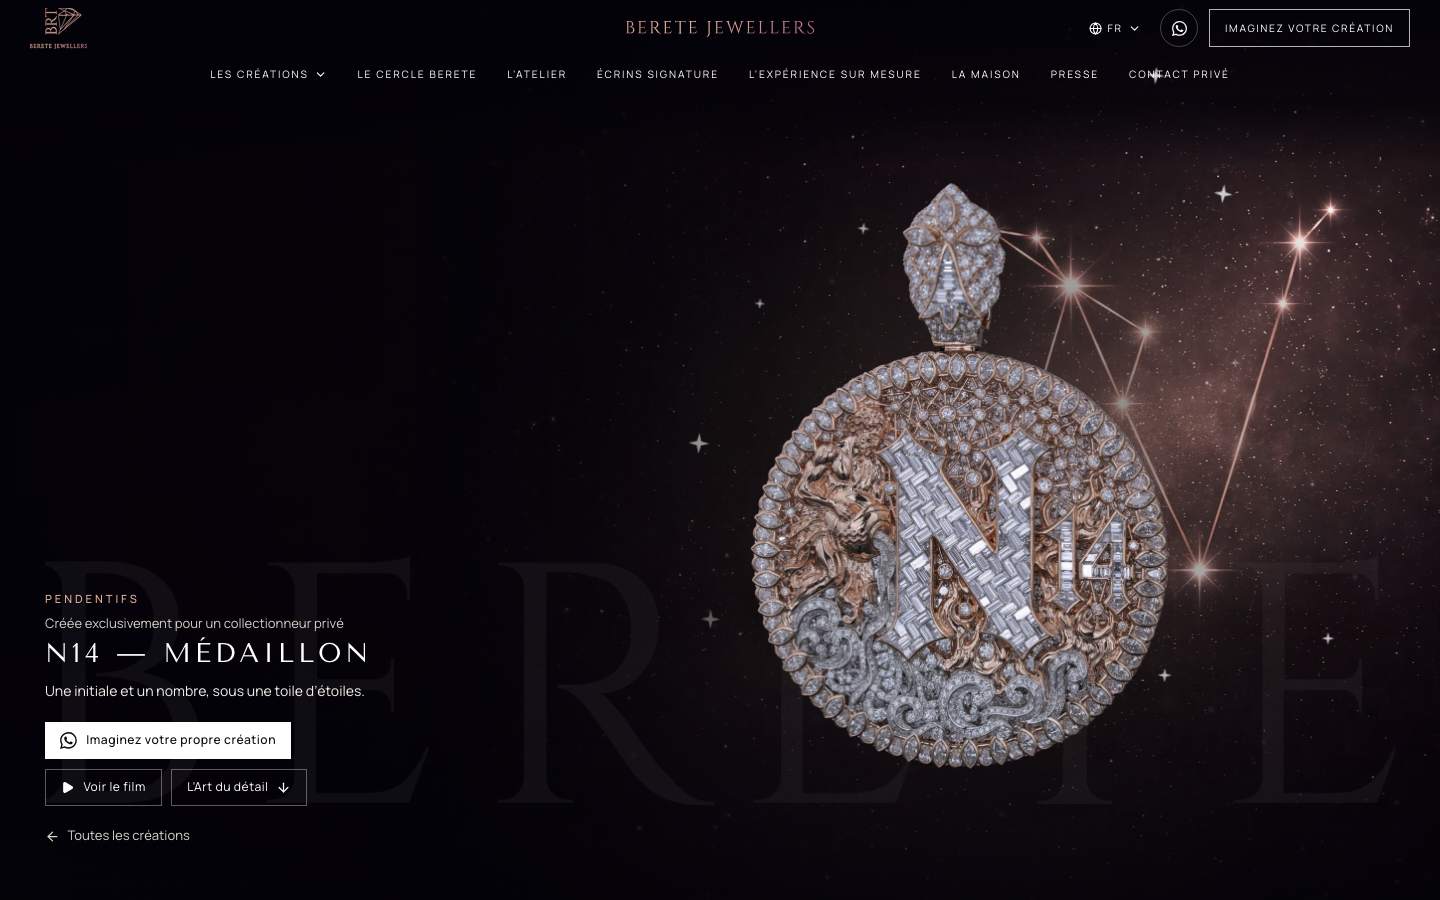 BRT
BERETE JEWELLERS
BERETE JEWELLERS
FR
IMAGINEZ VOTRE CRÉATION
LES CRÉATIONS
LE CERCLE BERETE
L'ATELIER
ÉCRINS SIGNATURE
L'EXPÉRIENCE SUR MESURE
LA MAISON
PRESSE
CONTACT PRIVÉ
N
14
BERETE
PENDENTIFS
Créée exclusivement pour un collectionneur privé
N14 — MÉDAILLON
Une initiale et un nombre, sous une toile d'étoiles.
Imaginez votre propre création
Voir le film
L'Art du détail
Toutes les créations